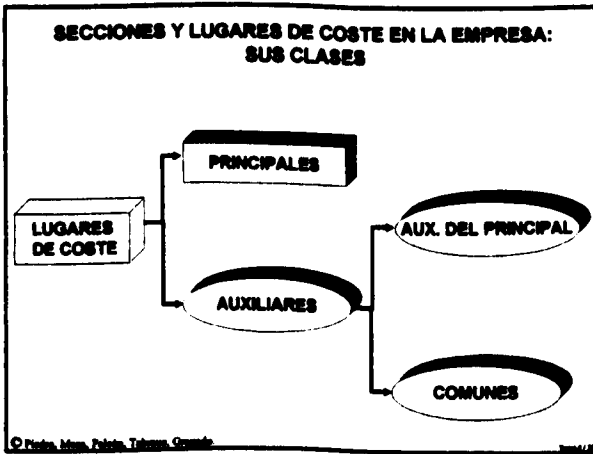 SECCIONES Y LUGARES DE COSTE EN LA EMPRESA:
SUS CLASES
PRINCIPALES
LUGARES
DE COSTE
AUX. DEL PRINCIPAL
AUXILIARES
COMUNES
©